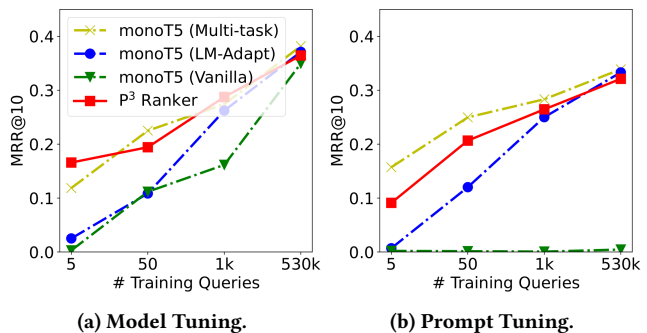 0.4
0.3
0.2
0.1
0.0
MRR@10
monoT5 (Multi-task)
monoT5 (LM-Adapt)
monoT5 (Vanilla)
P³ Ranker
5 50 1k 530k
# Training Queries
(a) Model Tuning.
0.4
0.3
0.2
0.1
0.0
MRR@10
5 50 1k 530k
# Training Queries
(b) Prompt Tuning.